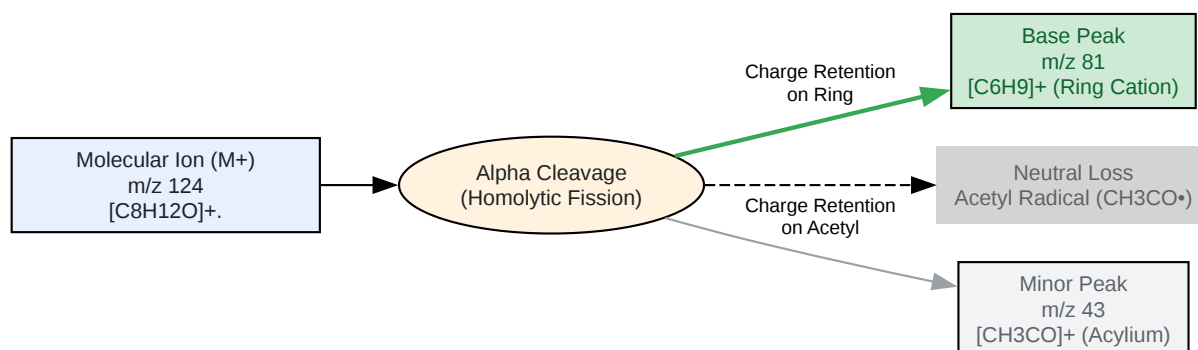 Molecular Ion (M+)
m/z 124
[C8H12O]+.
Alpha Cleavage
(Homolytic Fission)
Charge Retention
on Ring
Base Peak
m/z 81
[C6H9]+ (Ring Cation)
Neutral Loss
Acetyl Radical (CH3CO•)
Charge Retention
on Acetyl
Minor Peak
m/z 43
[CH3CO]+ (Acylium)